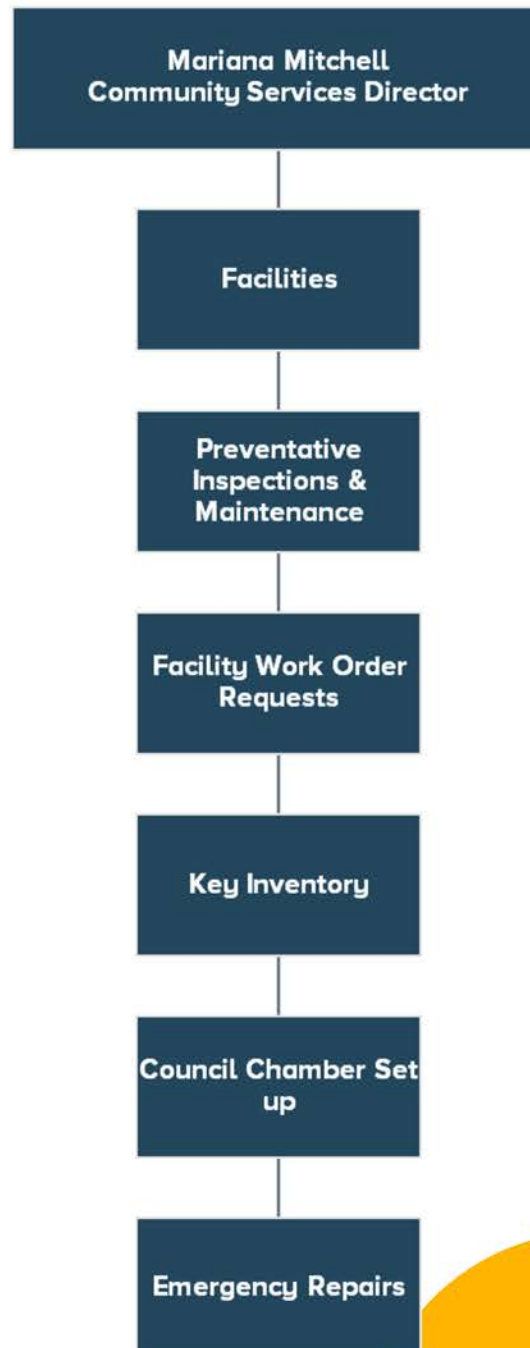 Mariana Mitchell
Community Services Director
Facilities
Preventative
Inspections &
Maintenance
Facility Work Order
Requests
Key Inventory
Council Chamber Set
up
Emergency Repairs